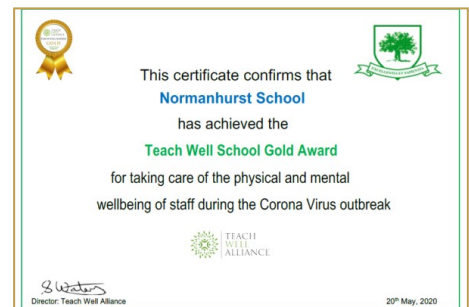 This certificate confirms that
Normanhurst School
has achieved the
Teach Well School Gold Award
for taking care of the physical and mental
wellbeing of staff during the Corona Virus outbreak
TEACH
WELL
ALLIANCE
S Waters
Director: Teach Well Alliance
20th May, 2020